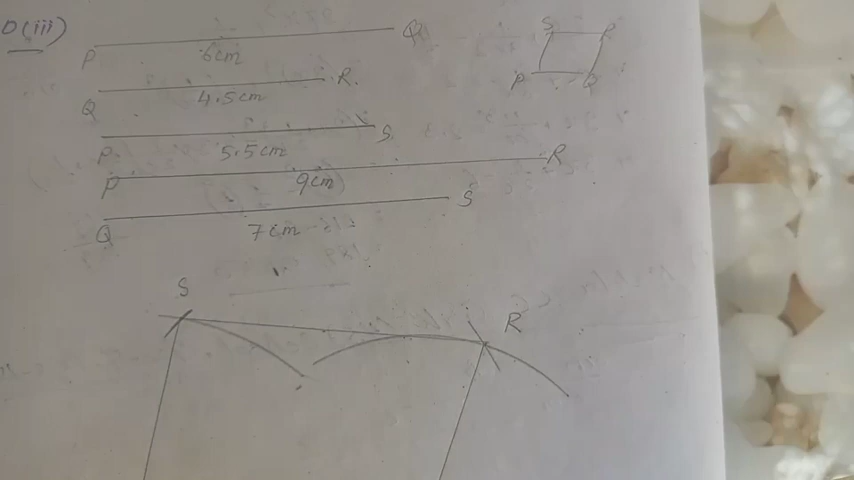 D(iii)
P Q
6cm
Q R.
4.5cm
P S
5.5cm
P R
9cm
Q S
7cm
S R
P Q
S R